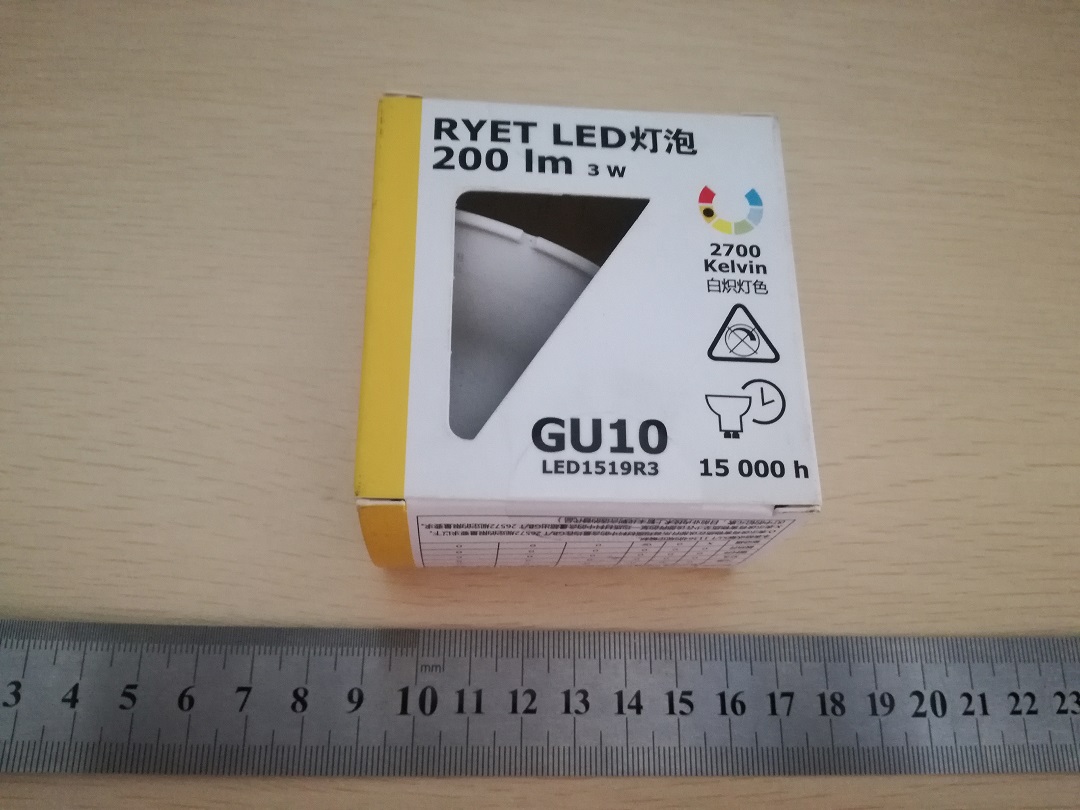 RYET LED灯泡
200 lm 3 W
2700
Kelvin
白炽灯色
GU10
LED1519R3
15 000 h
mm
3 4 5 6 7 8 9 10 11 12 13 14 15 16 17 18 19 20 21 22 23